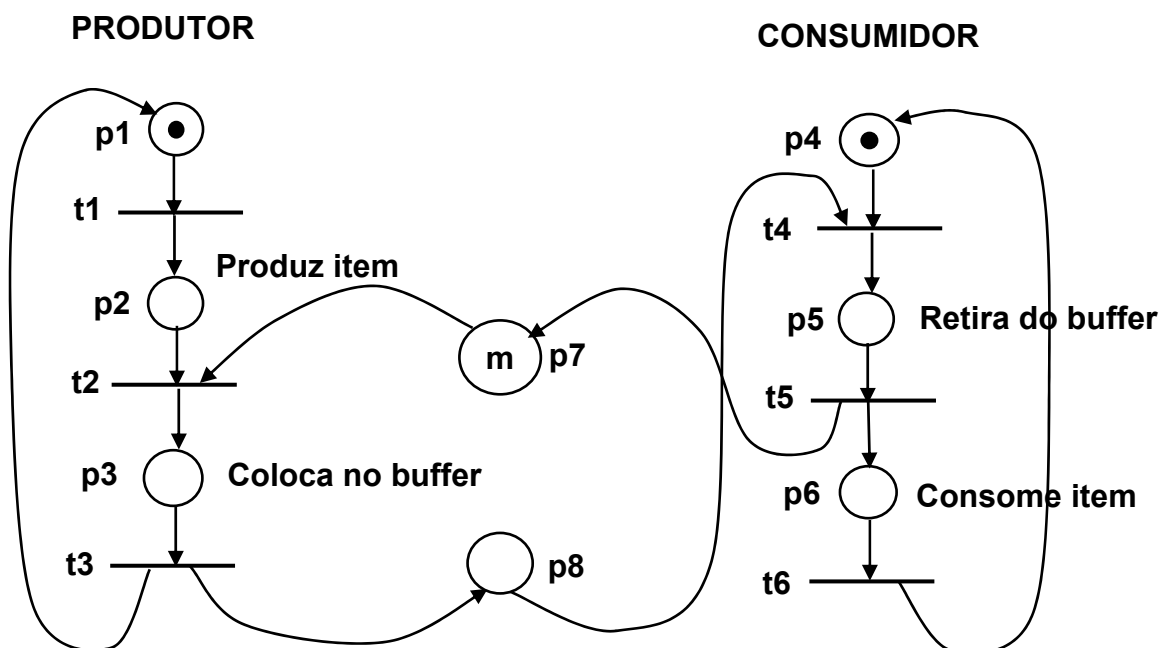 PRODUTOR
CONSUMIDOR
p1
p4
t1
t4
Produz item
p2
p5
Retira do buffer
m
p7
t2
t5
p3
Coloca no buffer
p6
Consome item
t3
p8
t6